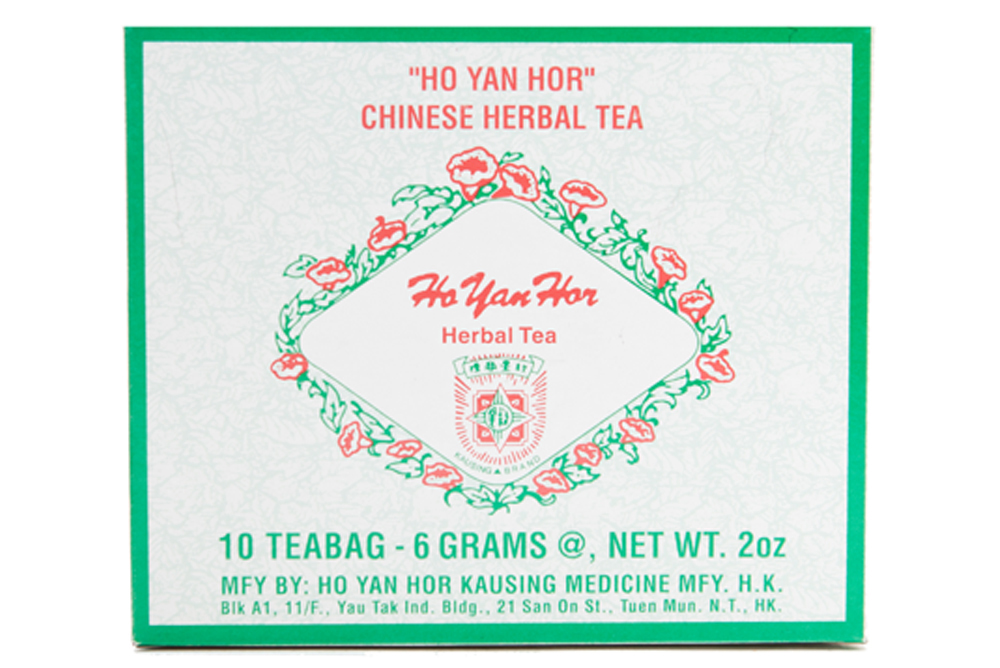 "HO YAN HOR"
CHINESE HERBAL TEA
Ho Yan Hor
Herbal Tea
KAUSING ▲ BRAND
10 TEABAG - 6 GRAMS @, NET WT. 2oz
MFY BY: HO YAN HOR KAUSING MEDICINE MFY. H.K.
Blk A1, 11/F., Yau Tak Ind. Bldg., 21 San On St., Tuen Mun. N.T., HK.